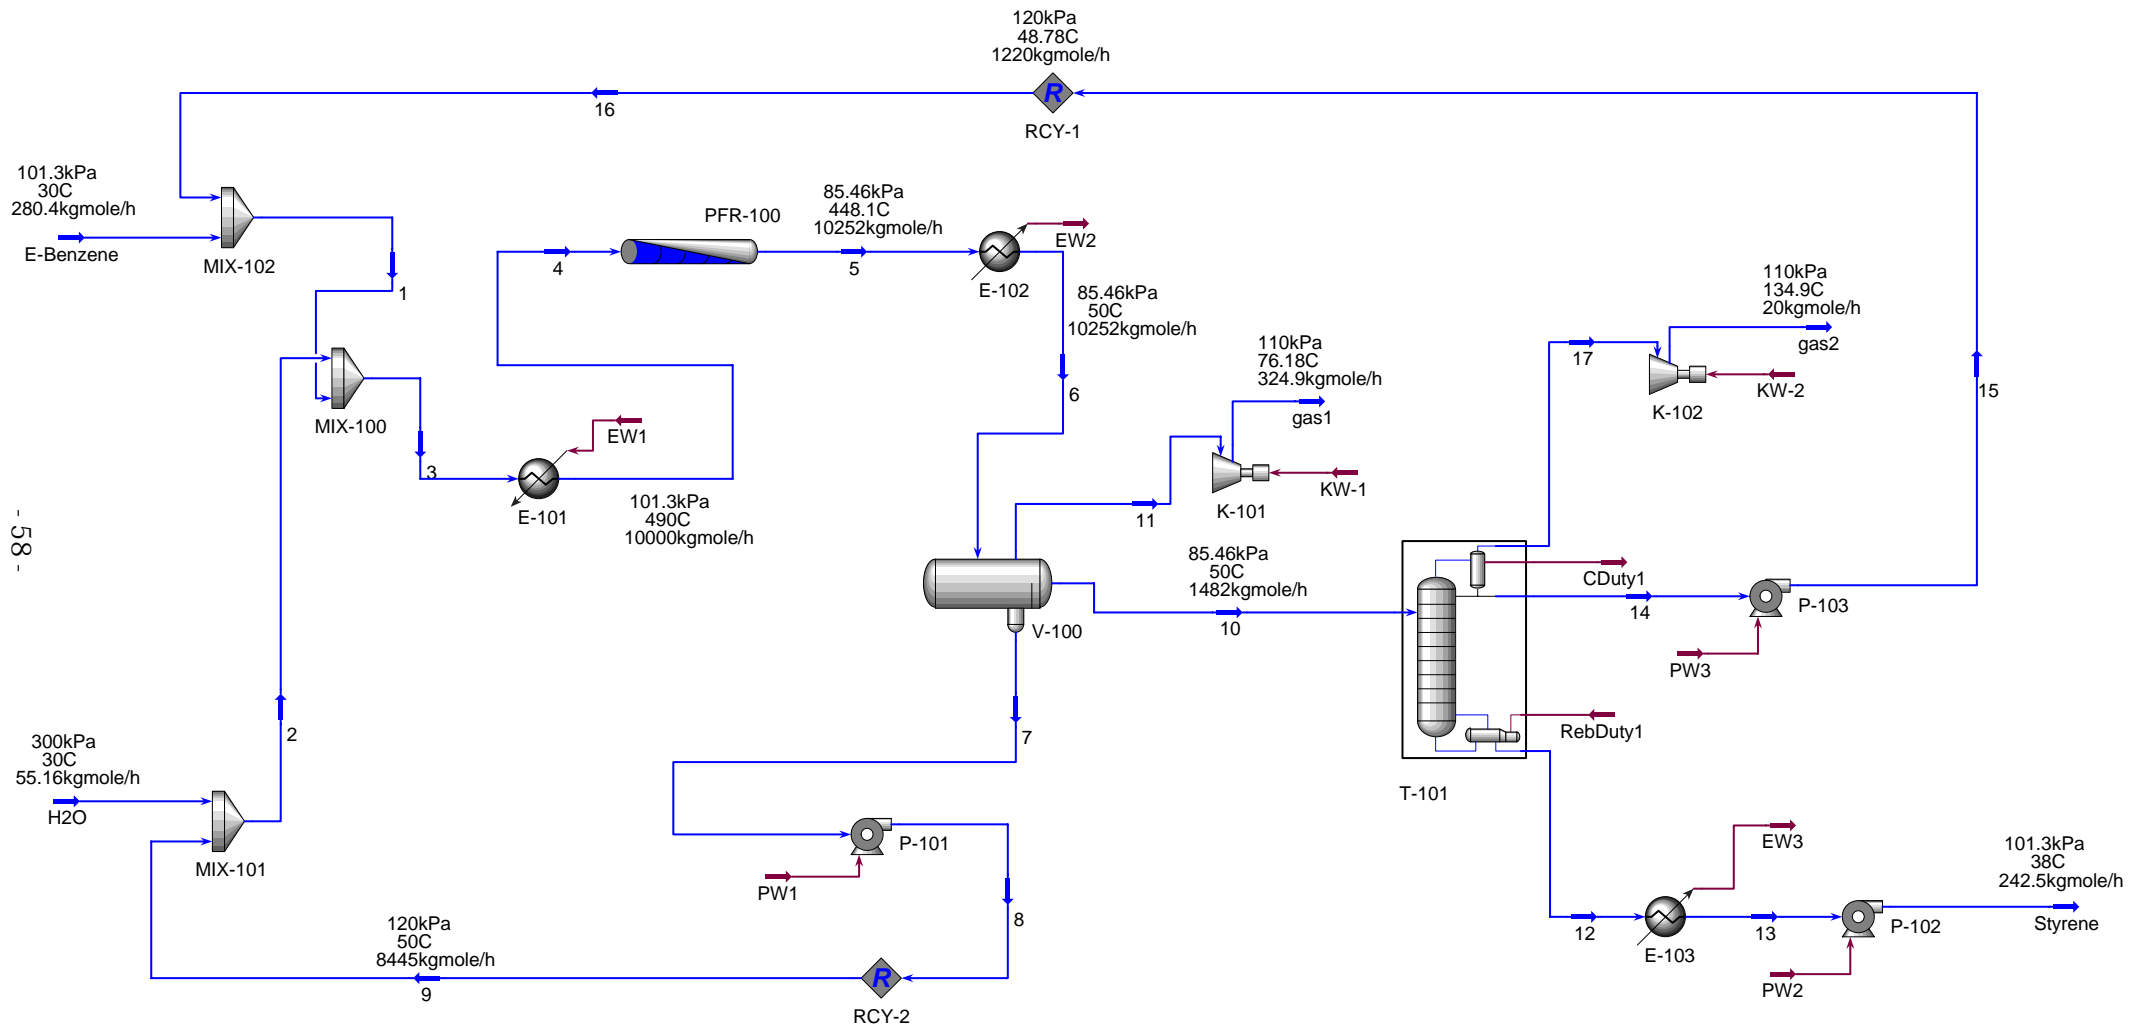 120kPa
48.78C
1220kgmole/h
R
RCY-1
16
101.3kPa
30C
280.4kgmole/h
E-Benzene
MIX-102
1
PFR-100
4
85.46kPa
448.1C
10252kgmole/h
5
EW2
E-102
85.46kPa
50C
10252kgmole/h
6
110kPa
134.9C
20kgmole/h
gas2
17
KW-2
K-102
15
110kPa
76.18C
324.9kgmole/h
gas1
MIX-100
3
EW1
E-101
101.3kPa
490C
10000kgmole/h
KW-1
K-101
11
- 58 -
85.46kPa
50C
1482kgmole/h
10
V-100
CDuty1
14
P-103
PW3
RebDuty1
T-101
2
7
300kPa
30C
55.16kgmole/h
H2O
MIX-101
P-101
PW1
8
120kPa
50C
8445kgmole/h
9
R
RCY-2
EW3
101.3kPa
38C
242.5kgmole/h
Styrene
12
13
E-103
P-102
PW2